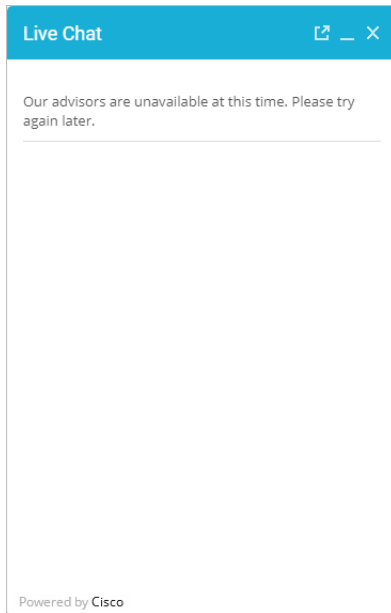 Live Chat
Our advisors are unavailable at this time. Please try
again later.
Powered by Cisco